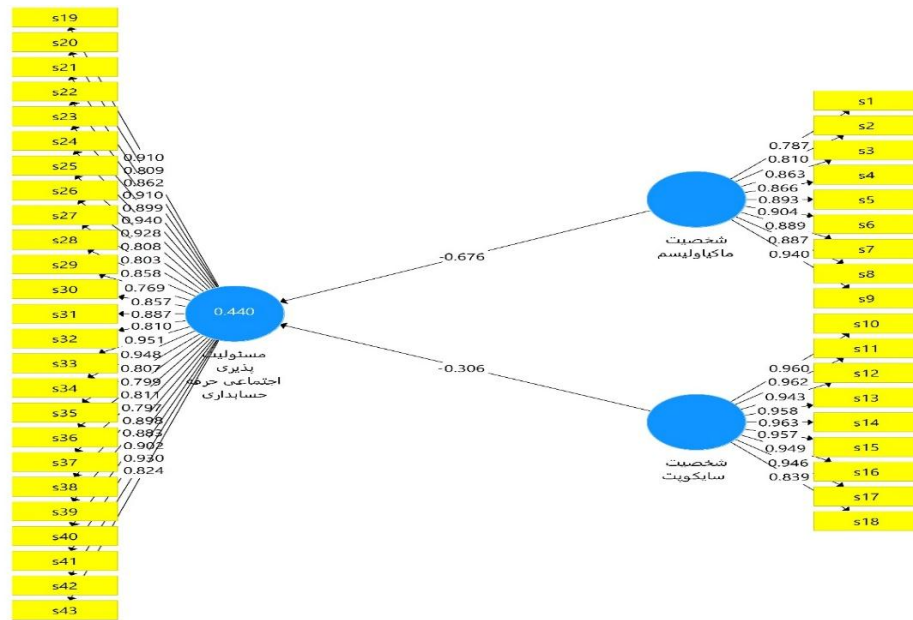 s19
s20
s21
s22
s23
s24
s25
s26
s27
s28
s29
s30
s31
s32
s33
s34
s35
s36
s37
s38
s39
s40
s41
s42
s43
0.910
0.809
0.862
0.910
0.899
0.940
0.928
0.808
0.803
0.858
0.769
0.857
0.887
0.810
0.951
0.948
0.807
0.799
0.811
0.797
0.898
0.883
0.902
0.930
0.824
0.440
مسئولیت
پذیری
اجتماعی حرفه
حسابداری
-0.676
-0.306
شخصیت
ماکیاولیسم
شخصیت
سایکوپت
0.787
0.810
0.863
0.866
0.893
0.904
0.889
0.887
0.940
0.960
0.962
0.943
0.958
0.963
0.957
0.949
0.946
0.839
s1
s2
s3
s4
s5
s6
s7
s8
s9
s10
s11
s12
s13
s14
s15
s16
s17
s18